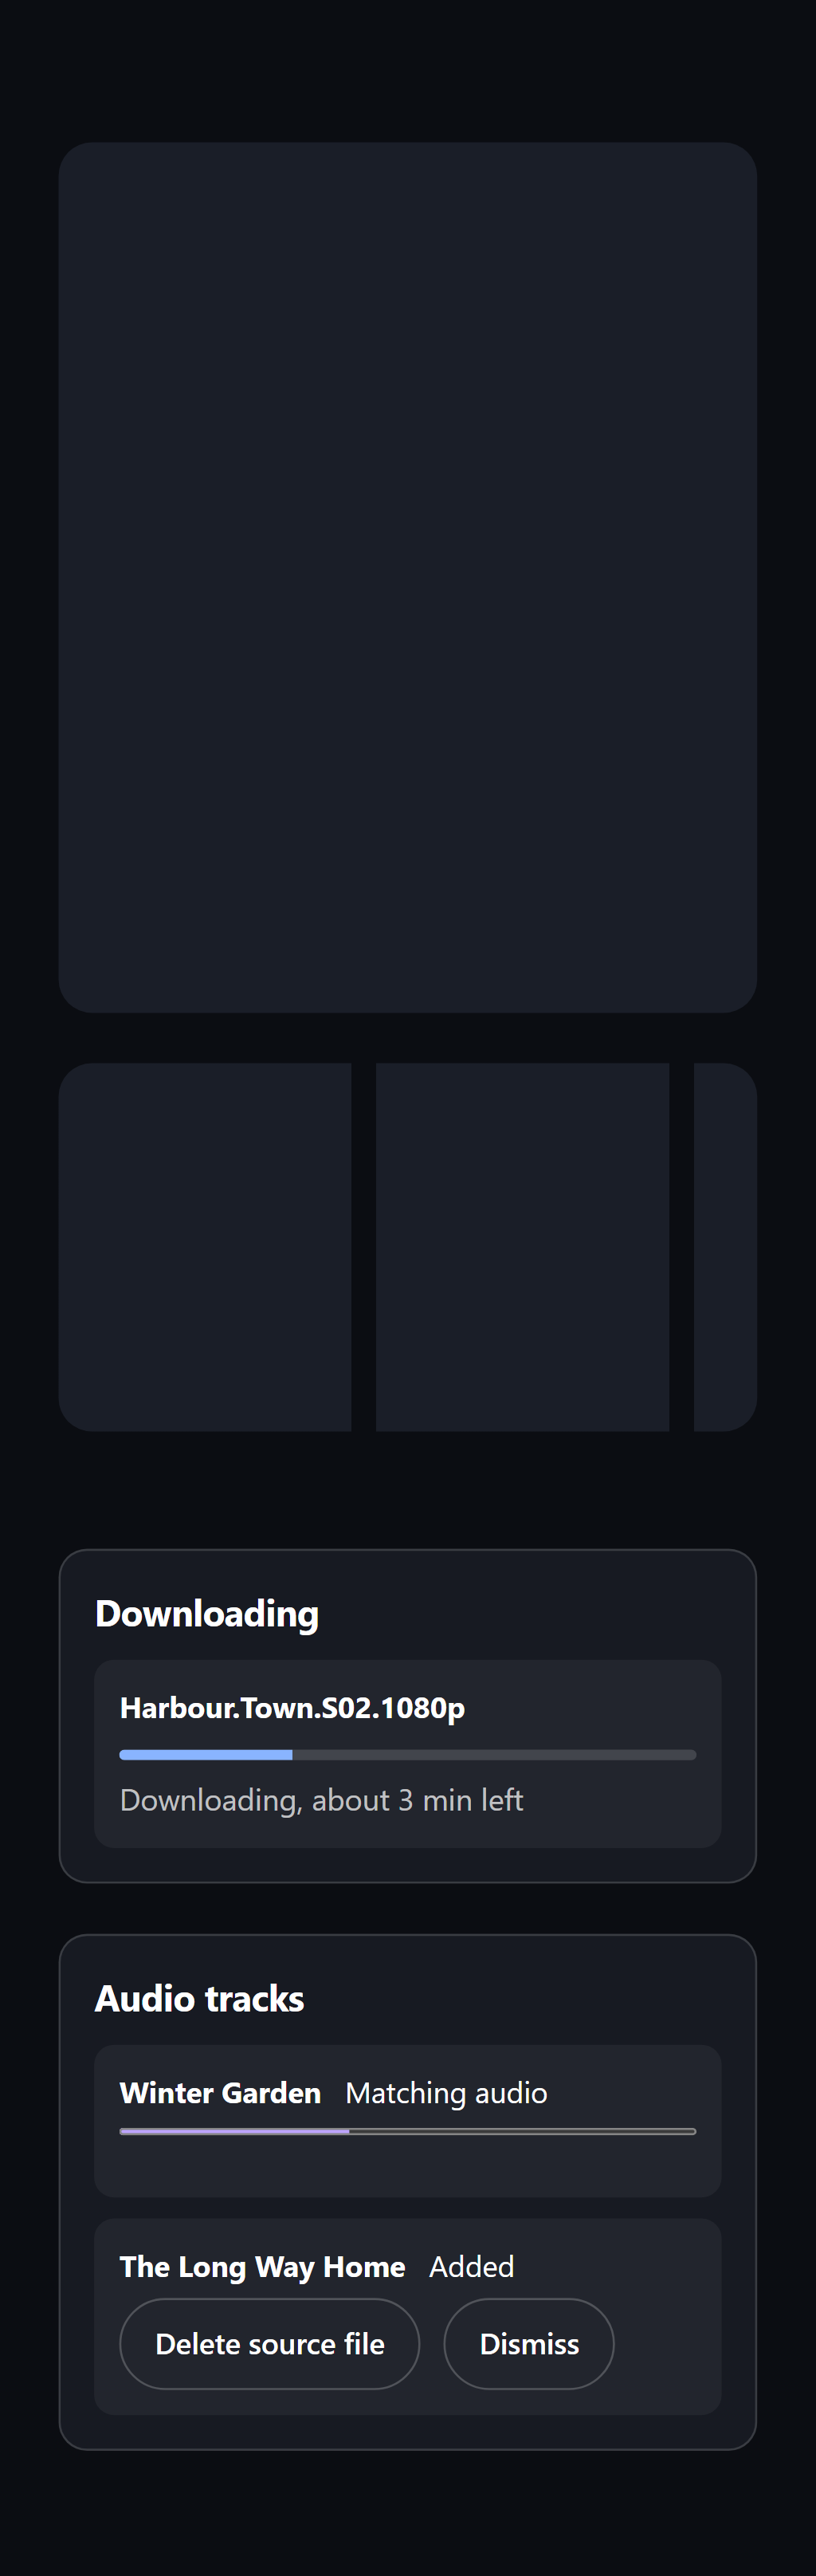 Downloading
Harbour.Town.S02.1080p
Downloading, about 3 min left
Audio tracks
Winter Garden Matching audio
The Long Way Home Added
Delete source file Dismiss